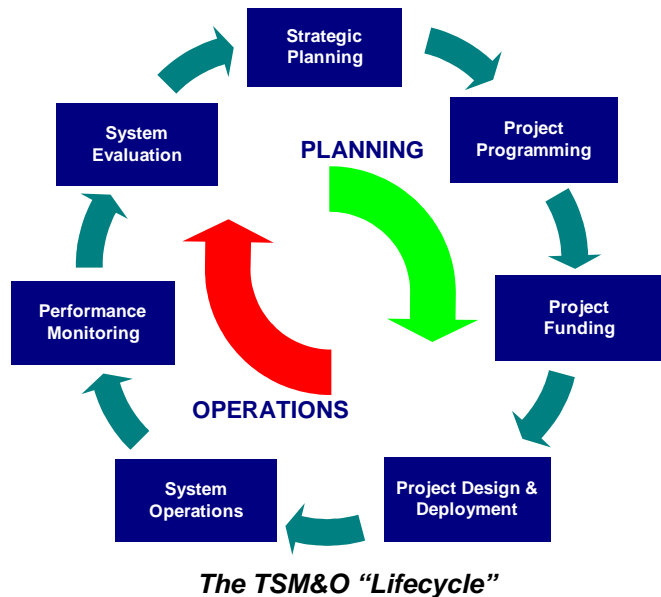 Strategic
Planning
Project
Programming
Project
Funding
Project Design &
Deployment
System
Operations
Performance
Monitoring
System
Evaluation
PLANNING
OPERATIONS
The TSM&O “Lifecycle”